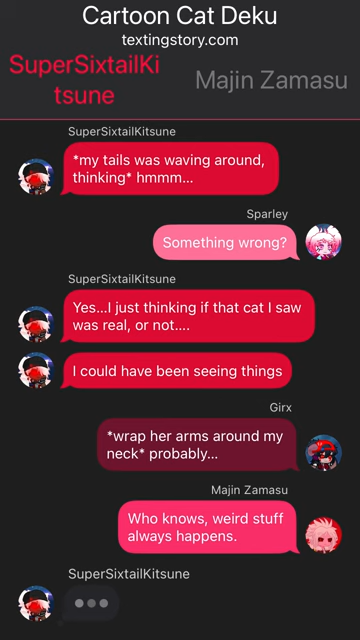 Cartoon Cat Deku
textingstory.com
SuperSixtailKi
tsune
Majin Zamasu
SuperSixtailKitsune
*my tails was waving around,
thinking* hmmm...
Sparley
Something wrong?
SuperSixtailKitsune
Yes...I just thinking if that cat I saw
was real, or not....
I could have been seeing things
Girx
*wrap her arms around my
neck* probably...
Majin Zamasu
Who knows, weird stuff
always happens.
SuperSixtailKitsune